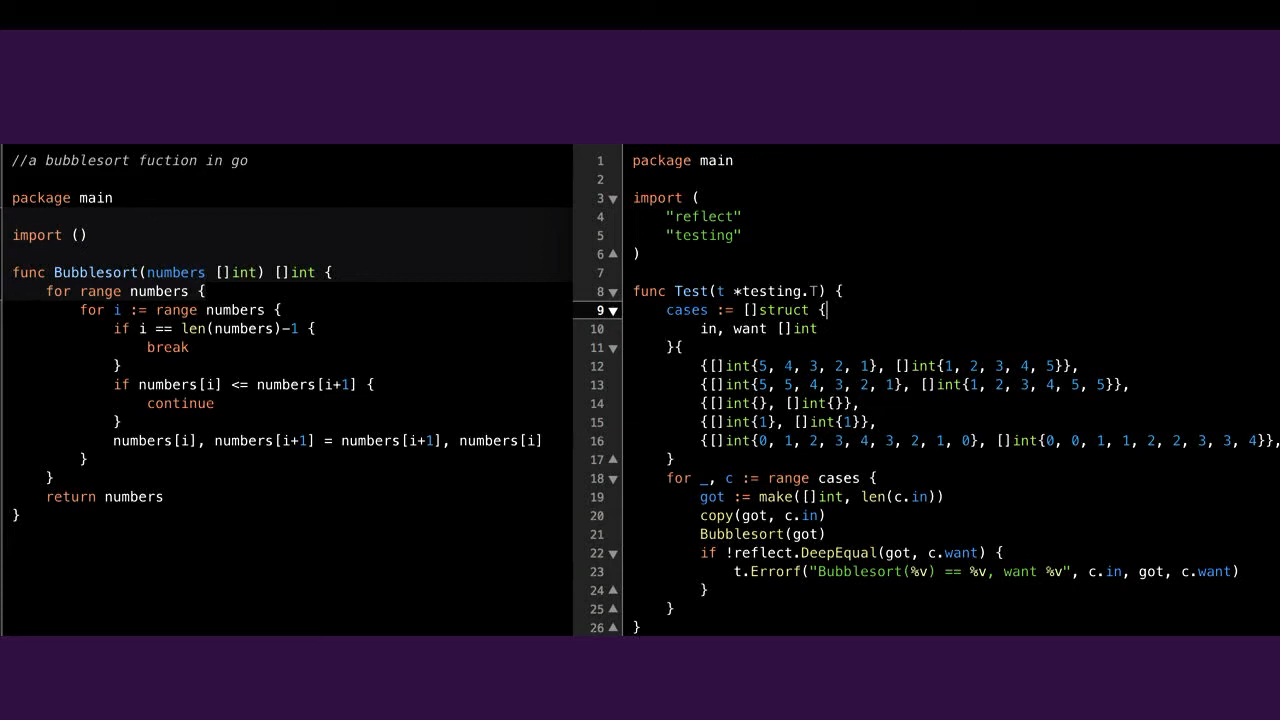 //a bubblesort fuction in go
package main
import ()
func Bubblesort(numbers []int) []int {
for range numbers {
for i := range numbers {
if i == len(numbers)-1 {
break
}
if numbers[i] <= numbers[i+1] {
continue
}
numbers[i], numbers[i+1] = numbers[i+1], numbers[i]
}
}
return numbers
}
1 package main
2
3 import (
4 "reflect"
5 "testing"
6 )
7
8 func Test(t *testing.T) {
9 cases := []struct {
10 in, want []int
11 }{
12 {[]int{5, 4, 3, 2, 1}, []int{1, 2, 3, 4, 5}},
13 {[]int{5, 5, 4, 3, 2, 1}, []int{1, 2, 3, 4, 5, 5}},
14 {[]int{}, []int{}},
15 {[]int{1}, []int{1}},
16 {[]int{0, 1, 2, 3, 4, 3, 2, 1, 0}, []int{0, 0, 1, 1, 2, 2, 3, 3, 4}},
17 }
18 for _, c := range cases {
19 got := make([]int, len(c.in))
20 copy(got, c.in)
21 Bubblesort(got)
22 if !reflect.DeepEqual(got, c.want) {
23 t.Errorf("Bubblesort(%v) == %v, want %v", c.in, got, c.want)
24 }
25 }
26 }